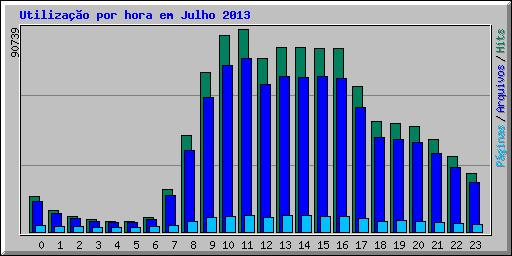 Utilização por hora em Julho 2013
90739
Páginas / Arquivos / Hits
0 1 2 3 4 5 6 7 8 9 10 11 12 13 14 15 16 17 18 19 20 21 22 23